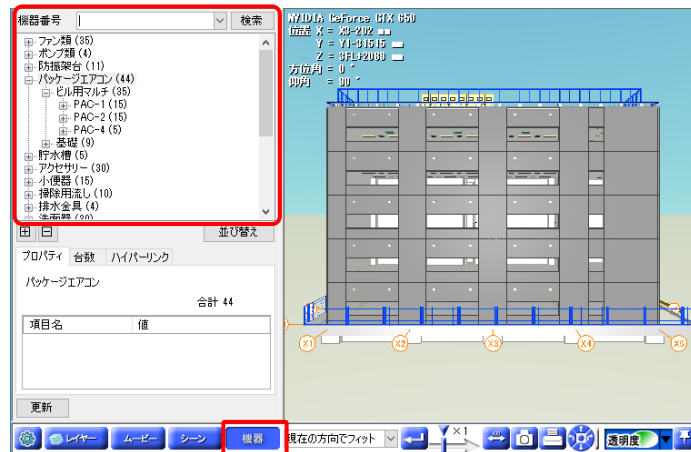 機器番号
検索
ファン類 (35)
ポンプ類 (4)
防振架台 (11)
パッケージエアコン (44)
ビル用マルチ (35)
PAC-1 (15)
PAC-2 (15)
PAC-4 (5)
基礎 (9)
貯水槽 (5)
アクセサリー (30)
小便器 (15)
掃除用流し (10)
排水金具 (4)
並び替え
プロパティ 台数 ハイパーリンク
パッケージエアコン
合計 44
項目名 値
更新
NVIDIA GeForce GTX 650
位置 X = X3-202 mm
Y = Y1-31515 mm
Z = 3FL+2089 mm
方位角 = 0 °
仰角 = 90 °
X1 X2 X3 X4 X5
レイヤー ムービー シーン 機器 現在の方向でフィット ×1 透明度